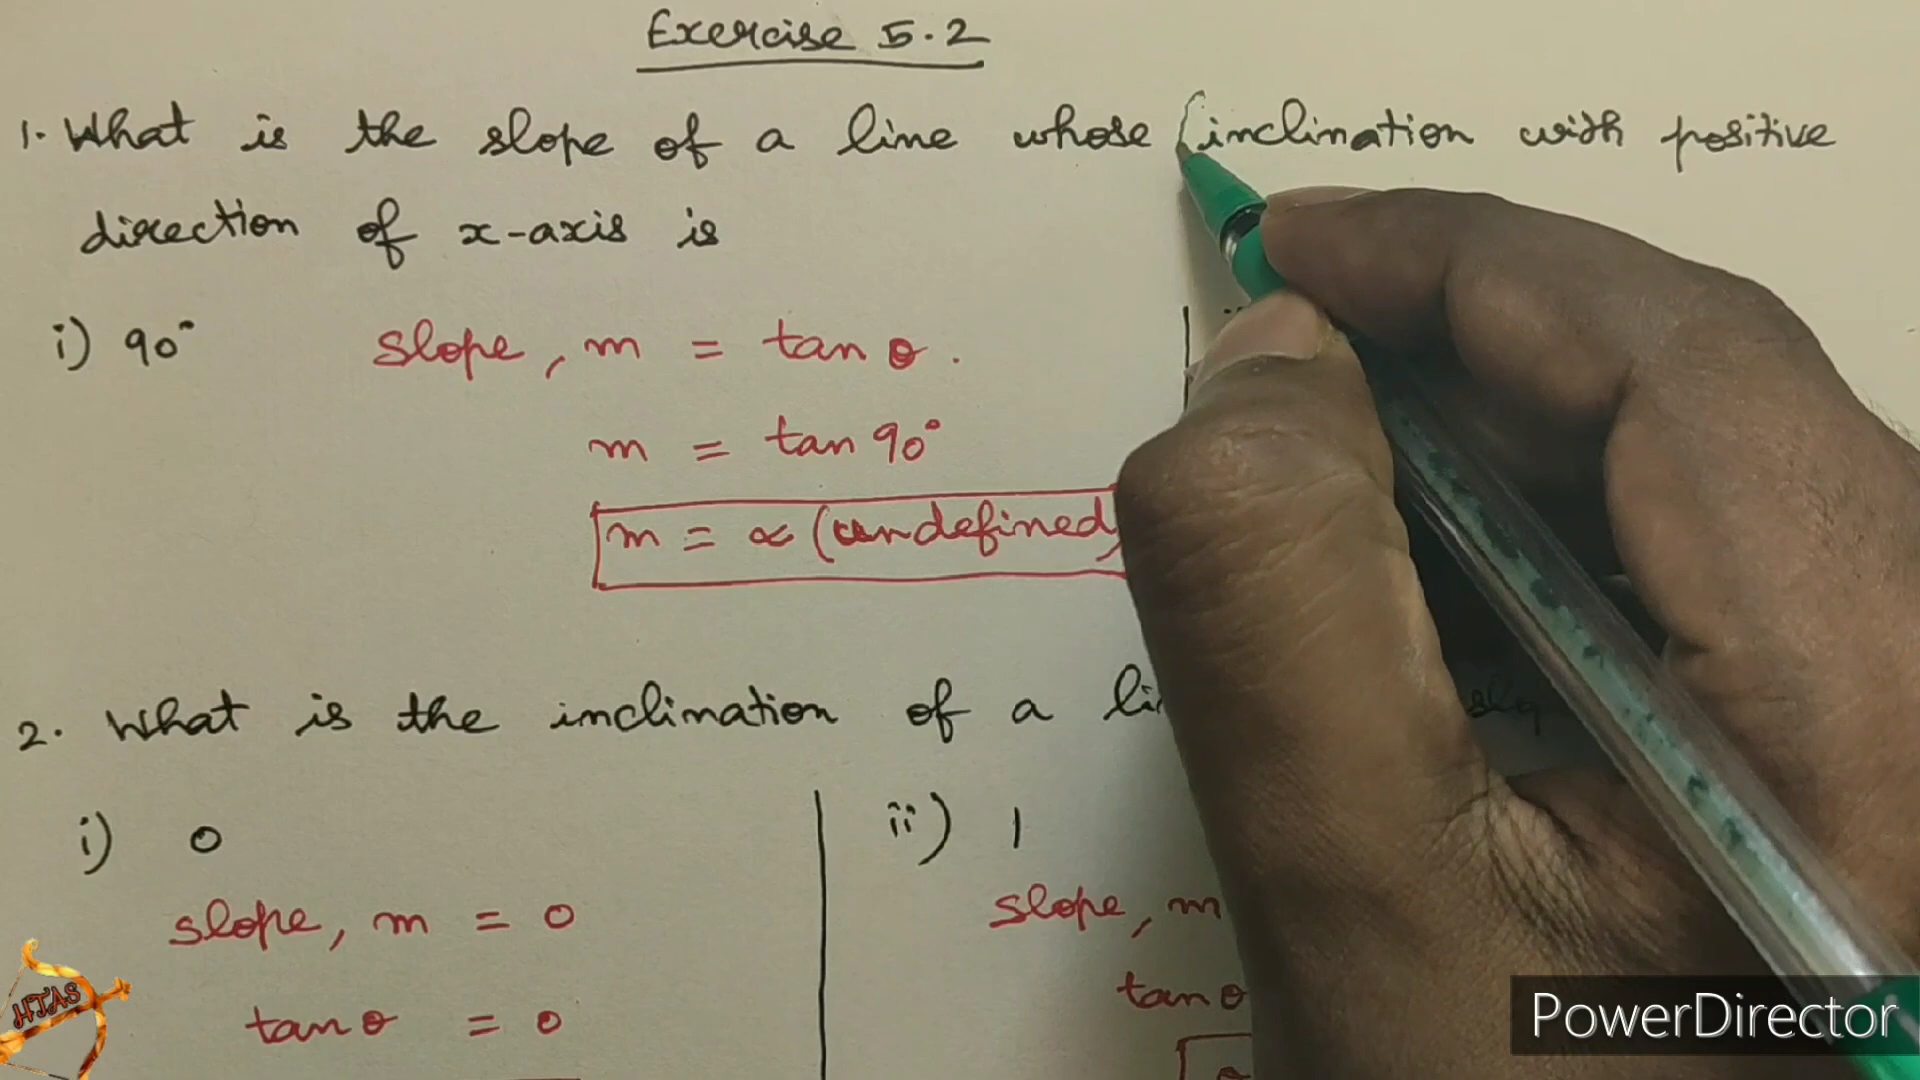 Exercise 5.2
1. What is the slope of a line whose inclination with positive
direction of x-axis is
i) 90°
slope, m = tan θ.
m = tan 90°
m = ∝ (undefined)
2. What is the inclination of a
i) 0
slope, m = 0
tan θ = 0
ii) 1
slope, m
tan θ
HTAS
PowerDirector